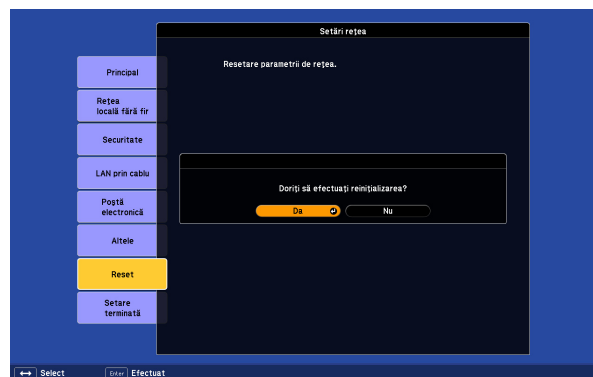 Setări rețea
Resetare parametrii de rețea.
Principal
Rețea
locală fără fir
Securitate
LAN prin cablu
Poștă
electronică
Altele
Reset
Setare
terminată
Doriți să efectuați reinițializarea?
Da
Nu
Select
Enter Efectuat